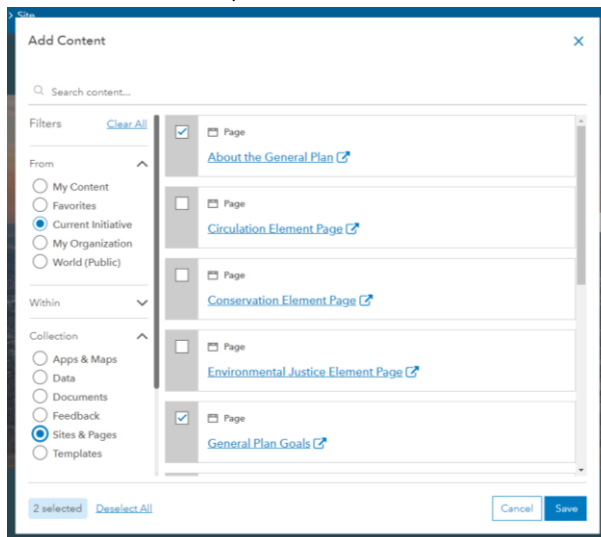 > Site
Add Content
Search content...
Filters
Clear All
From
My Content
Favorites
Current Initiative
My Organization
World (Public)
Within
Collection
Apps & Maps
Data
Documents
Feedback
Sites & Pages
Templates
Page
About the General Plan
Page
Circulation Element Page
Page
Conservation Element Page
Page
Environmental Justice Element Page
Page
General Plan Goals
2 selected
Deselect All
Cancel
Save